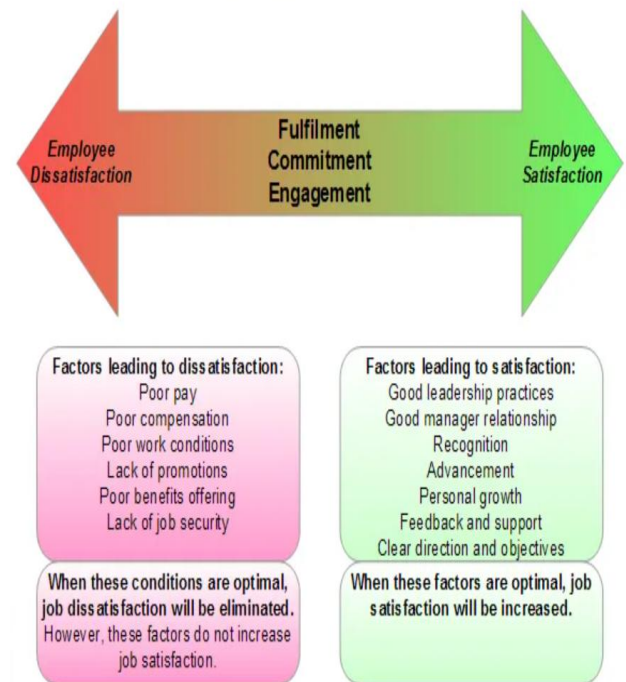 Fulfilment
Commitment
Engagement
Employee
Dissatisfaction
Employee
Satisfaction
Factors leading to dissatisfaction:
Poor pay
Poor compensation
Poor work conditions
Lack of promotions
Poor benefits offering
Lack of job security
When these conditions are optimal,
job dissatisfaction will be eliminated.
However, these factors do not increase
job satisfaction.
Factors leading to satisfaction:
Good leadership practices
Good manager relationship
Recognition
Advancement
Personal growth
Feedback and support
Clear direction and objectives
When these factors are optimal, job
satisfaction will be increased.